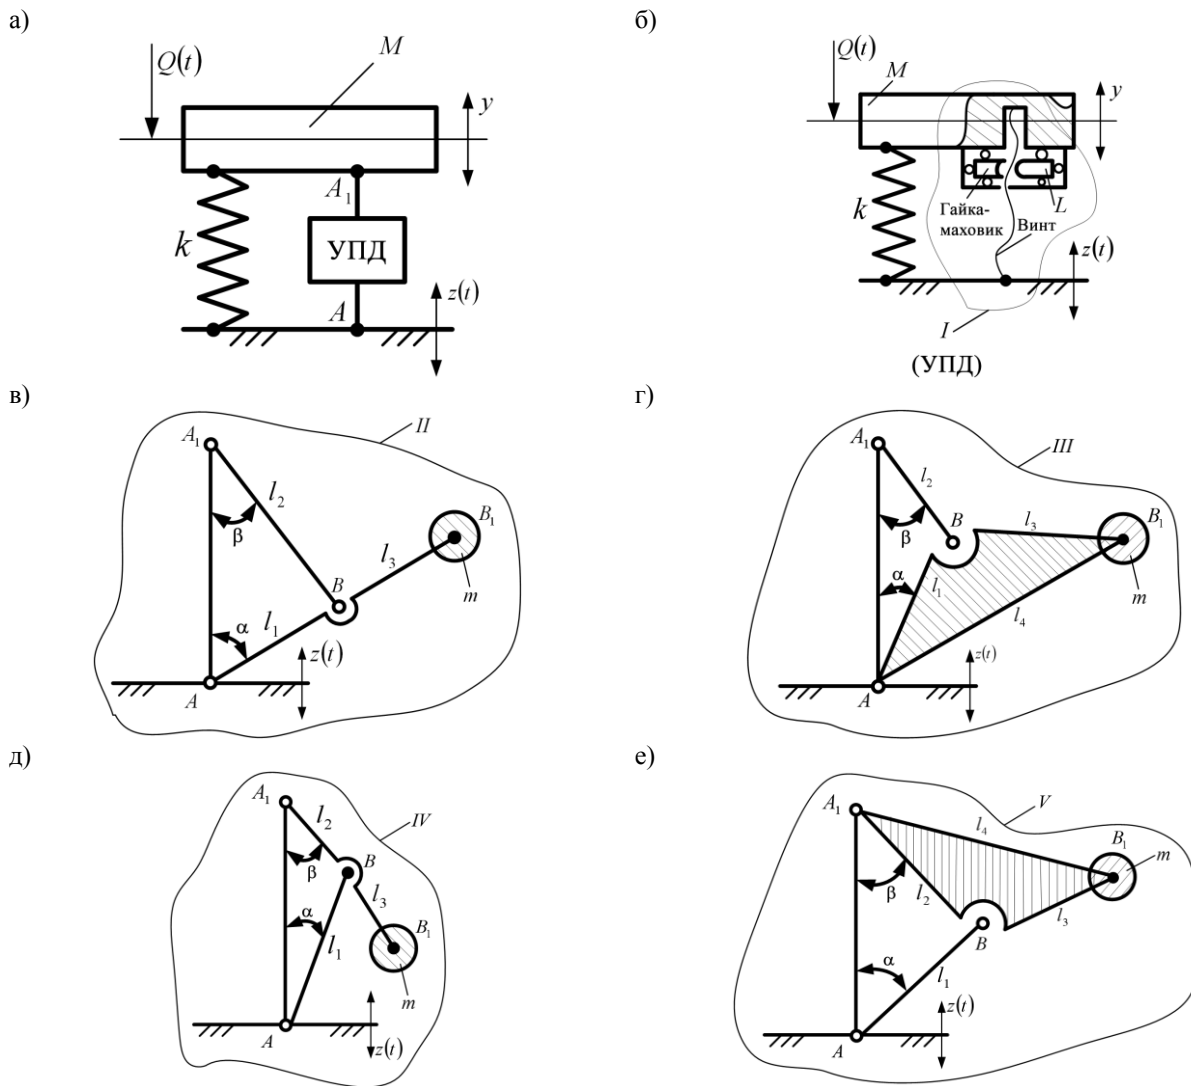 а)
Q(t)
M
y
A₁
k
УПД
A
z(t)
б)
Q(t)
M
y
k
Гайка-
маховик
Винт
L
z(t)
I
(УПД)
в)
A₁
II
β
l₂
B₁
l₃
m
B
α
l₁
z(t)
A
г)
A₁
III
l₂
β
B
l₃
B₁
m
α
l₁
l₄
z(t)
A
д)
A₁
IV
l₂
β
B
l₃
α
l₁
B₁
m
A
z(t)
е)
A₁
V
l₄
B₁
m
β
l₂
l₃
B
α
l₁
z(t)
A